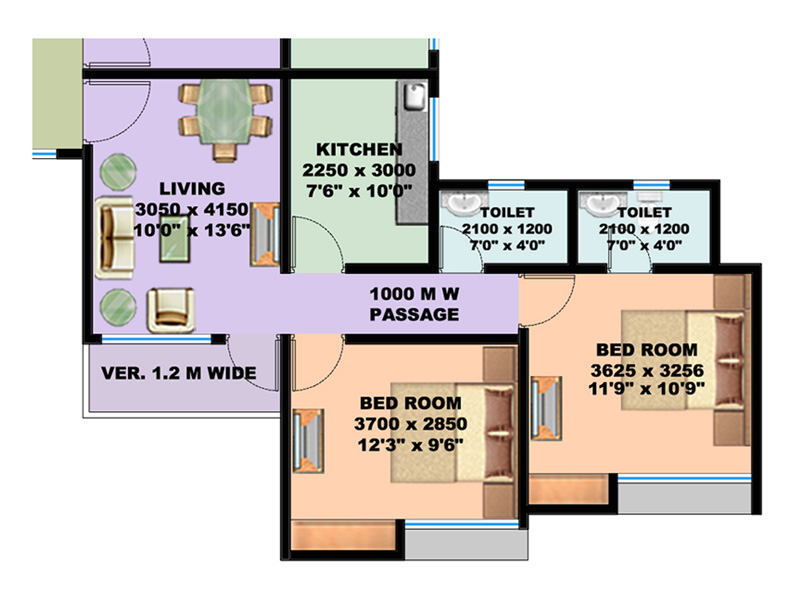 LIVING
3050 x 4150
10'0" x 13'6"
KITCHEN
2250 x 3000
7'6" x 10'0"
TOILET
2100 x 1200
7'0" x 4'0"
TOILET
2100 x 1200
7'0" x 4'0"
1000 M W
PASSAGE
VER. 1.2 M WIDE
BED ROOM
3700 x 2850
12'3" x 9'6"
BED ROOM
3625 x 3256
11'9" x 10'9"